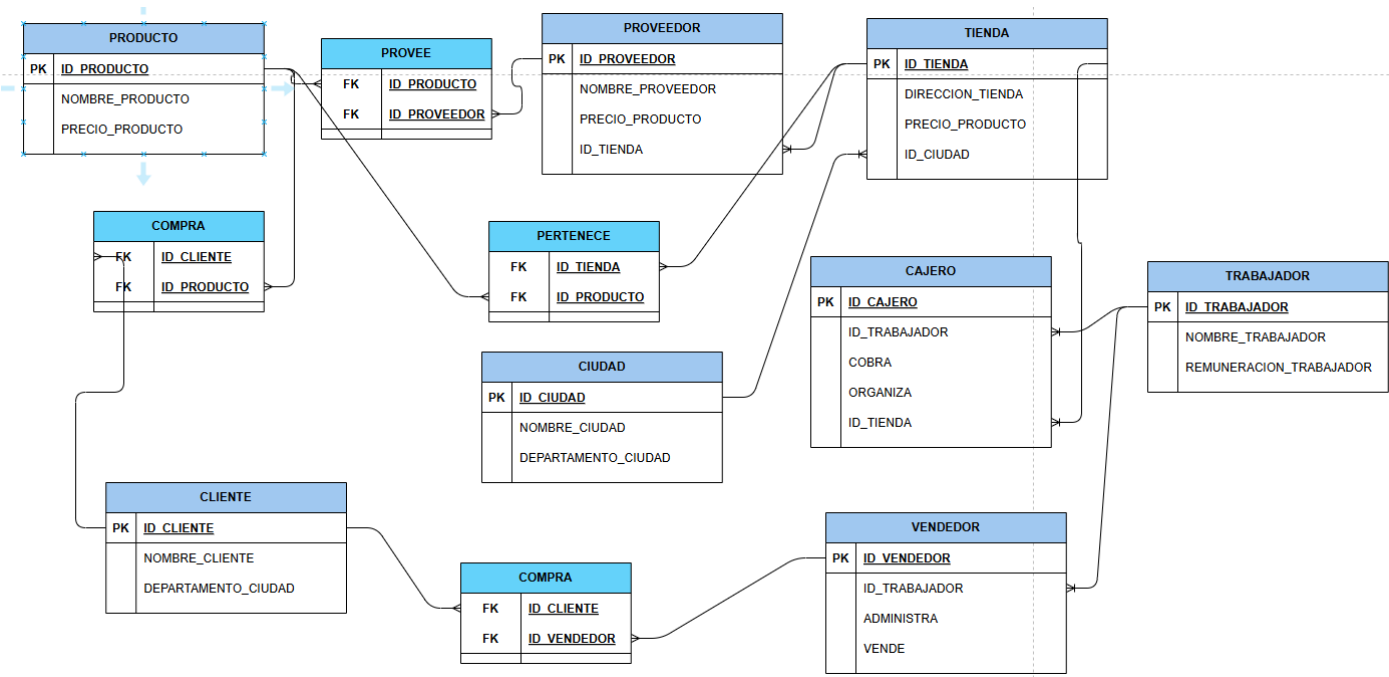 PRODUCTO
PK ID_PRODUCTO
NOMBRE_PRODUCTO
PRECIO_PRODUCTO
PROVEE
FK ID_PRODUCTO
FK ID_PROVEEDOR
PROVEEDOR
PK ID_PROVEEDOR
NOMBRE_PROVEEDOR
PRECIO_PRODUCTO
ID_TIENDA
TIENDA
PK ID_TIENDA
DIRECCION_TIENDA
PRECIO_PRODUCTO
ID_CIUDAD
COMPRA
FK ID_CLIENTE
FK ID_PRODUCTO
PERTENECE
FK ID_TIENDA
FK ID_PRODUCTO
CAJERO
PK ID_CAJERO
ID_TRABAJADOR
COBRA
ORGANIZA
ID_TIENDA
TRABAJADOR
PK ID_TRABAJADOR
NOMBRE_TRABAJADOR
REMUNERACION_TRABAJADOR
CIUDAD
PK ID_CIUDAD
NOMBRE_CIUDAD
DEPARTAMENTO_CIUDAD
CLIENTE
PK ID_CLIENTE
NOMBRE_CLIENTE
DEPARTAMENTO_CIUDAD
COMPRA
FK ID_CLIENTE
FK ID_VENDEDOR
VENDEDOR
PK ID_VENDEDOR
ID_TRABAJADOR
ADMINISTRA
VENDE